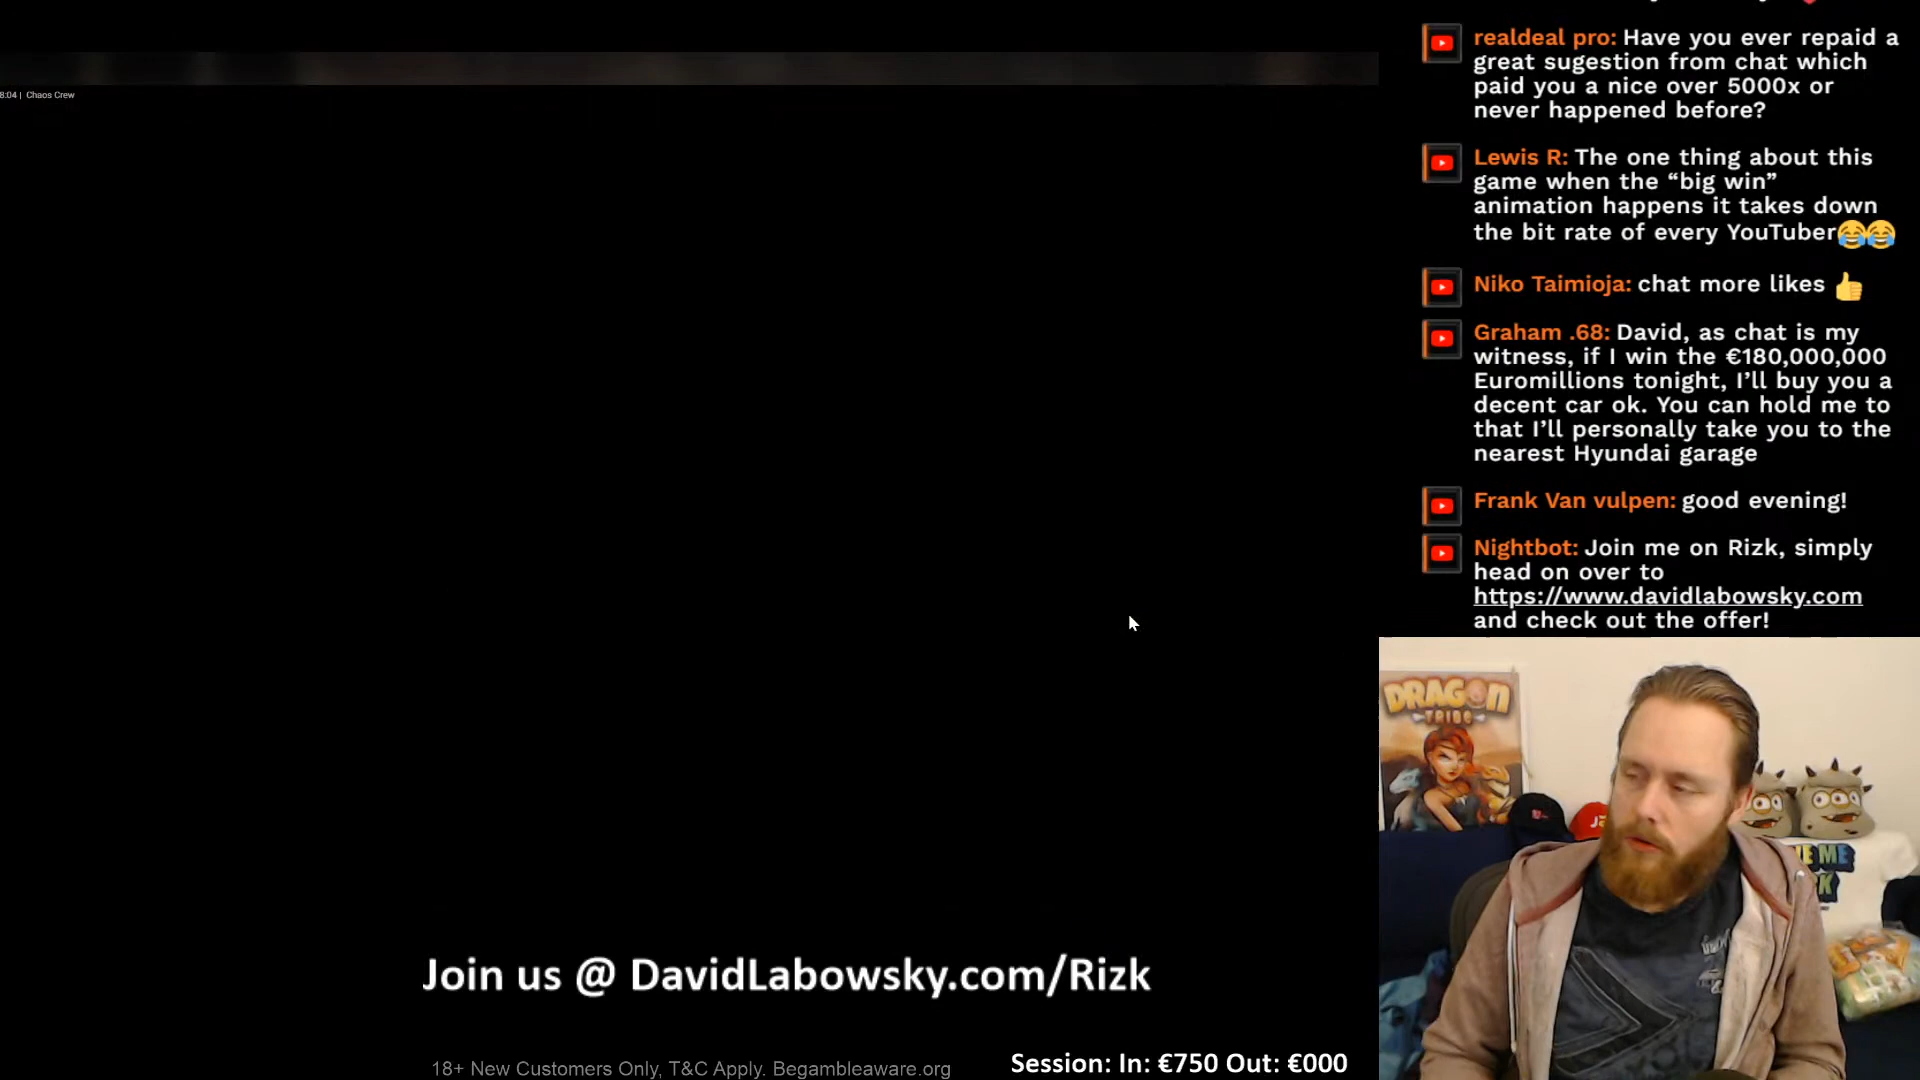 8:04 | Chaos Crew
realdeal pro: Have you ever repaid a
great sugestion from chat which
paid you a nice over 5000x or
never happened before?
Lewis R: The one thing about this
game when the “big win”
animation happens it takes down
the bit rate of every YouTuber😂😂
Niko Taimioja: chat more likes 👍
Graham .68: David, as chat is my
witness, if I win the €180,000,000
Euromillions tonight, I’ll buy you a
decent car ok. You can hold me to
that I’ll personally take you to the
nearest Hyundai garage
Frank Van vulpen: good evening!
Nightbot: Join me on Rizk, simply
head on over to
https://www.davidlabowsky.com
and check out the offer!
DRAGON
TRIBE
Join us @ DavidLabowsky.com/Rizk
18+ New Customers Only, T&C Apply. Begambleaware.org
Session: In: €750 Out: €000